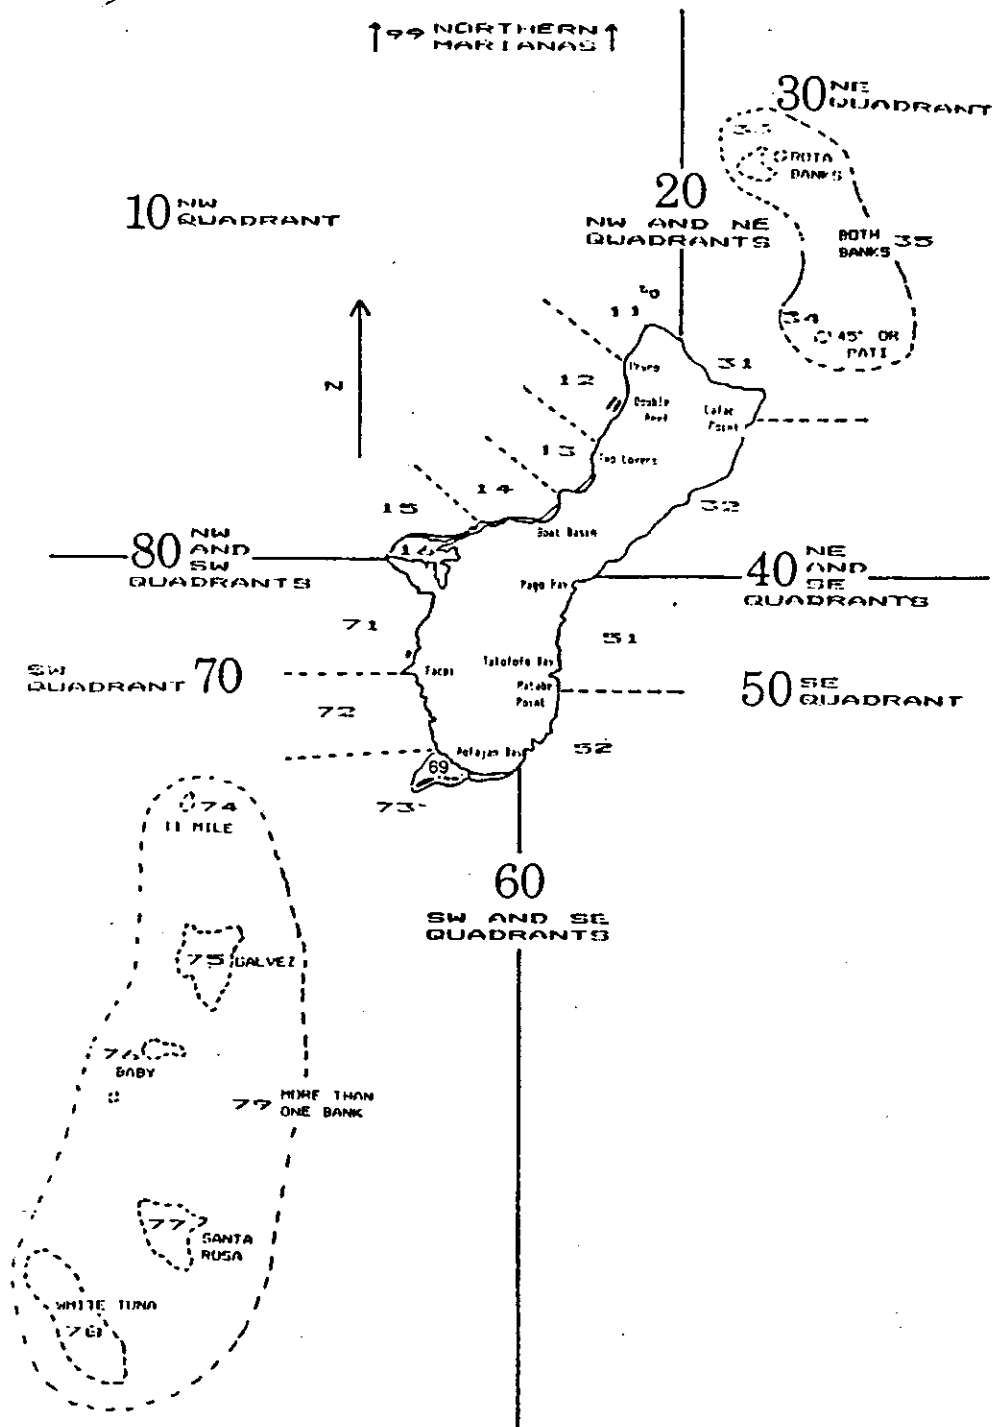 ↑99 NORTHERN
MARIANAS↑
30 NE
QUADRANT
33
ROTA
BANKS
10 NW
QUADRANT
20
NW AND NE
QUADRANTS
BOTH
BANKS 35
11
34
45° OR
PATI
31
12
N
Double
Reef
Point
13
Two Lovers
14
15
32
Boat Basin
80 NW
AND
SW
QUADRANTS
16
40 NE
AND
SE
QUADRANTS
Pago Bay
71
51
Talofofo Bay
SW
QUADRANT 70
Facpi
50 SE
QUADRANT
Point
72
52
69
73
74
11 MILE
60
SW AND SE
QUADRANTS
75 GALVEZ
76
BABY
79 MORE THAN
ONE BANK
77
SANTA
ROSA
WHITE TUNA
78